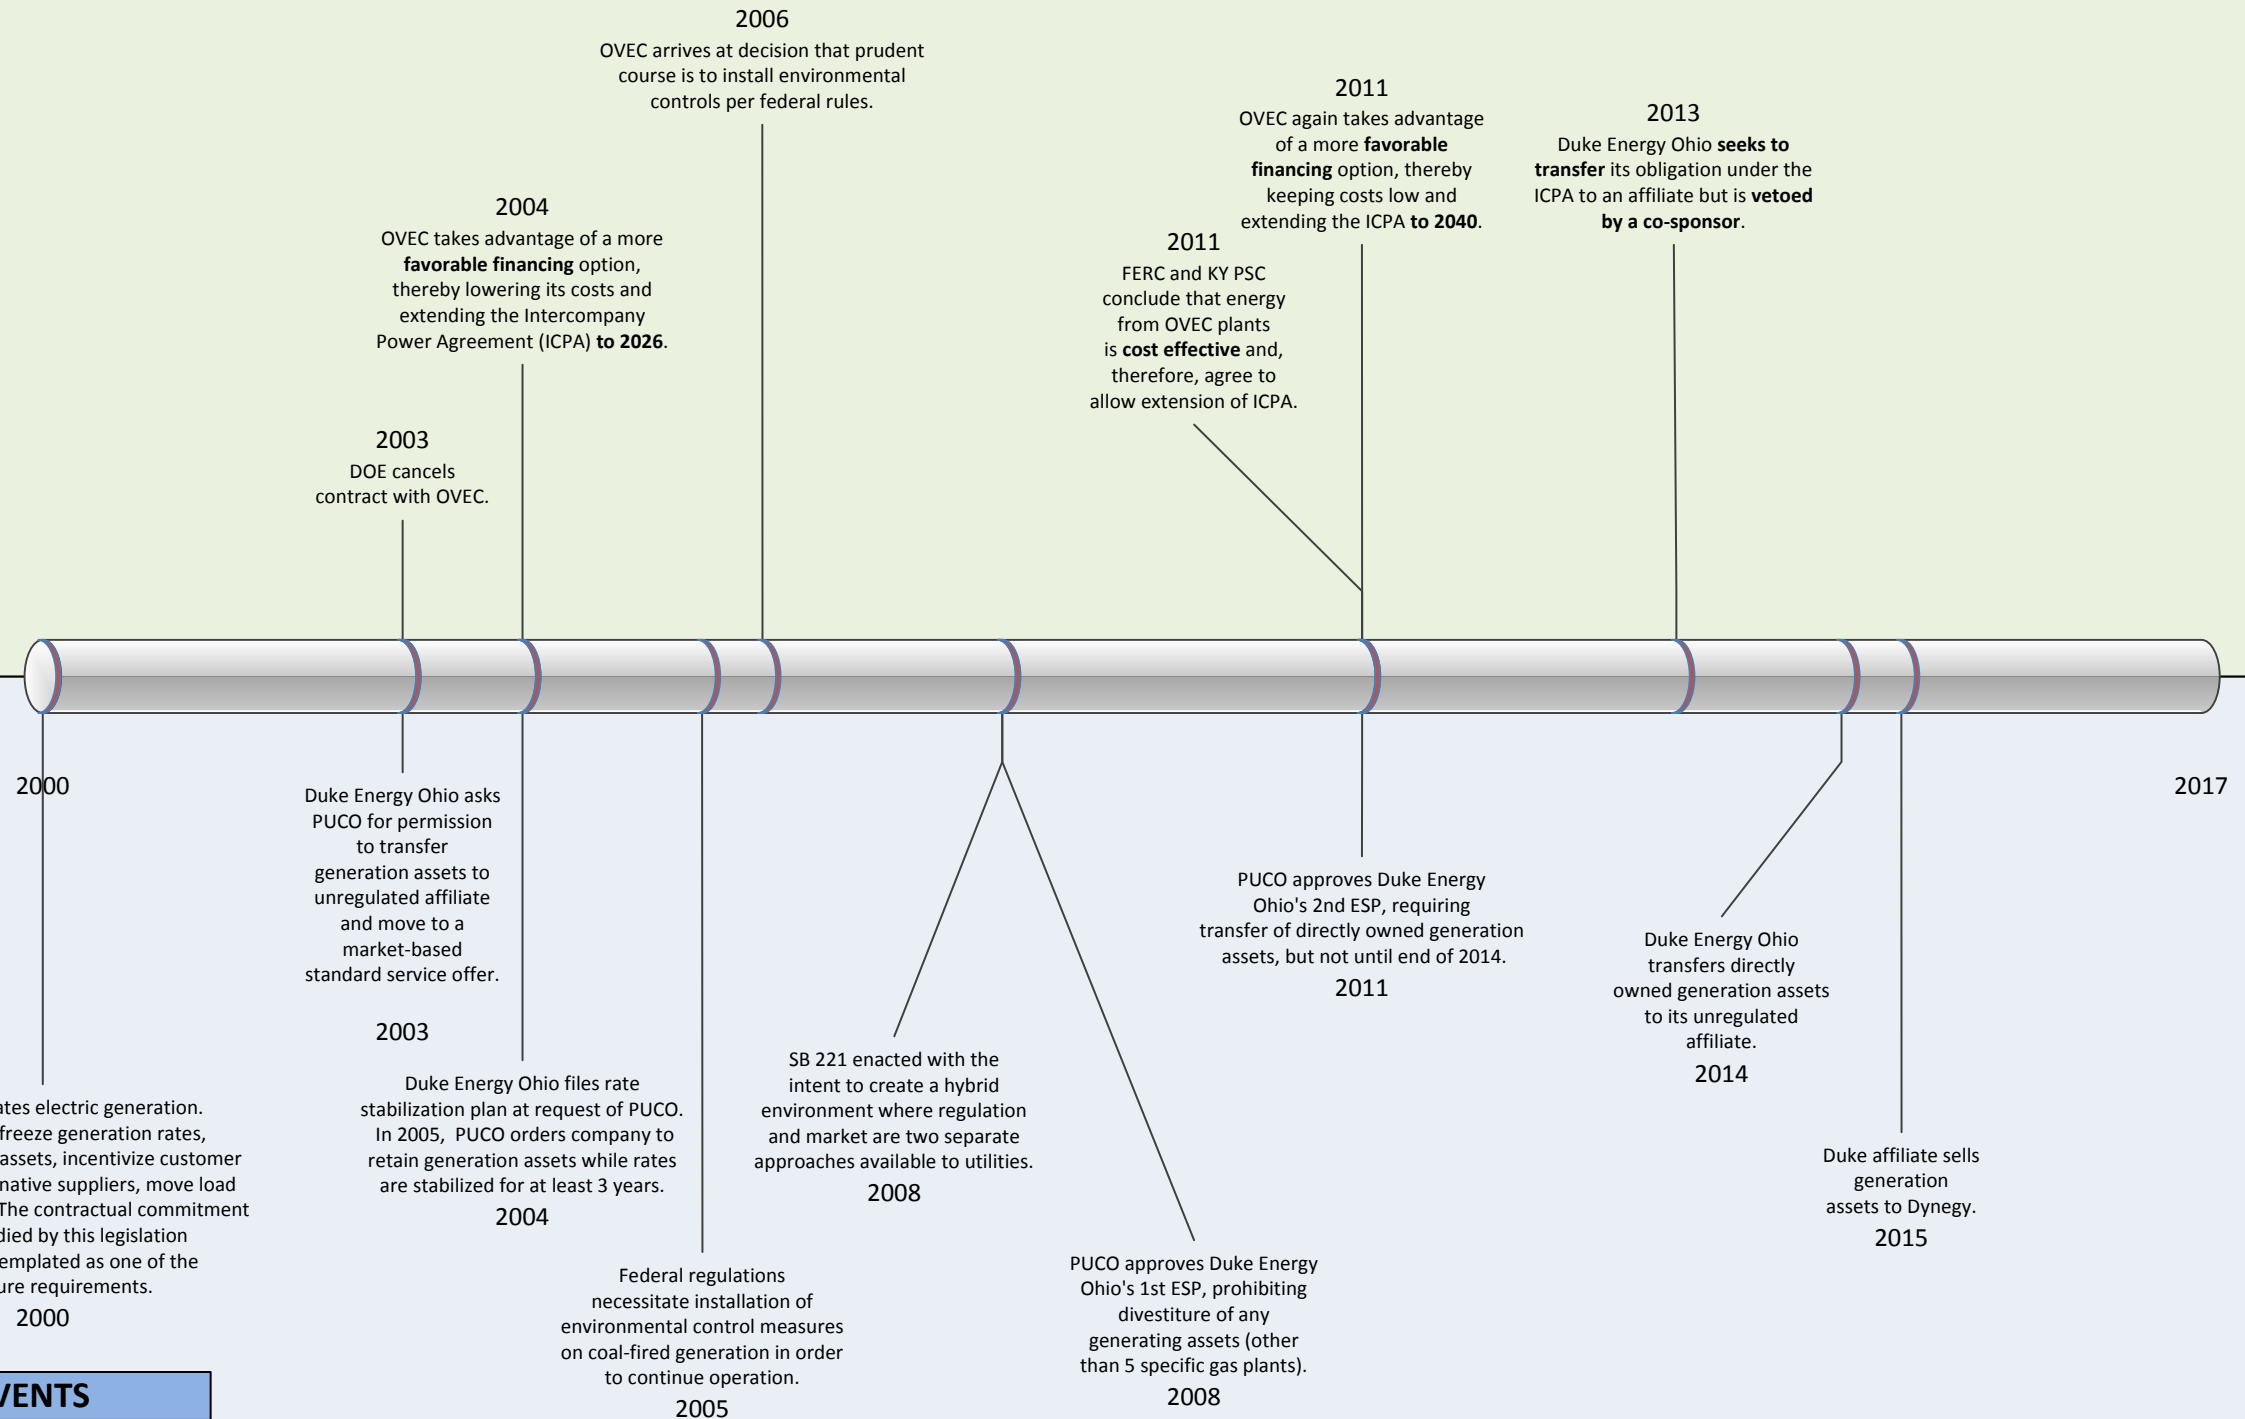 2006
OVEC arrives at decision that prudent
course is to install environmental
controls per federal rules.
2011
OVEC again takes advantage
of a more favorable
financing option, thereby
keeping costs low and
extending the ICPA to 2040.
2013
Duke Energy Ohio seeks to
transfer its obligation under the
ICPA to an affiliate but is vetoed
by a co-sponsor.
2004
OVEC takes advantage of a more
favorable financing option,
thereby lowering its costs and
extending the Intercompany
Power Agreement (ICPA) to 2026.
2011
FERC and KY PSC
conclude that energy
from OVEC plants
is cost effective and,
therefore, agree to
allow extension of ICPA.
2003
DOE cancels
contract with OVEC.
2000
2017
Duke Energy Ohio asks
PUCO for permission
to transfer
generation assets to
unregulated affiliate
and move to a
market-based
standard service offer.
2003
PUCO approves Duke Energy
Ohio's 2nd ESP, requiring
transfer of directly owned generation
assets, but not until end of 2014.
2011
Duke Energy Ohio
transfers directly
owned generation assets
to its unregulated
affiliate.
2014
SB 221 enacted with the
intent to create a hybrid
environment where regulation
and market are two separate
approaches available to utilities.
2008
Duke Energy Ohio files rate
stabilization plan at request of PUCO.
In 2005, PUCO orders company to
retain generation assets while rates
are stabilized for at least 3 years.
2004
ates electric generation.
freeze generation rates,
assets, incentivize customer
native suppliers, move load
The contractual commitment
died by this legislation
emplated as one of the
ure requirements.
2000
Duke affiliate sells
generation
assets to Dynegy.
2015
Federal regulations
necessitate installation of
environmental control measures
on coal-fired generation in order
to continue operation.
2005
PUCO approves Duke Energy
Ohio's 1st ESP, prohibiting
divestiture of any
generating assets (other
than 5 specific gas plants).
2008
VENTS